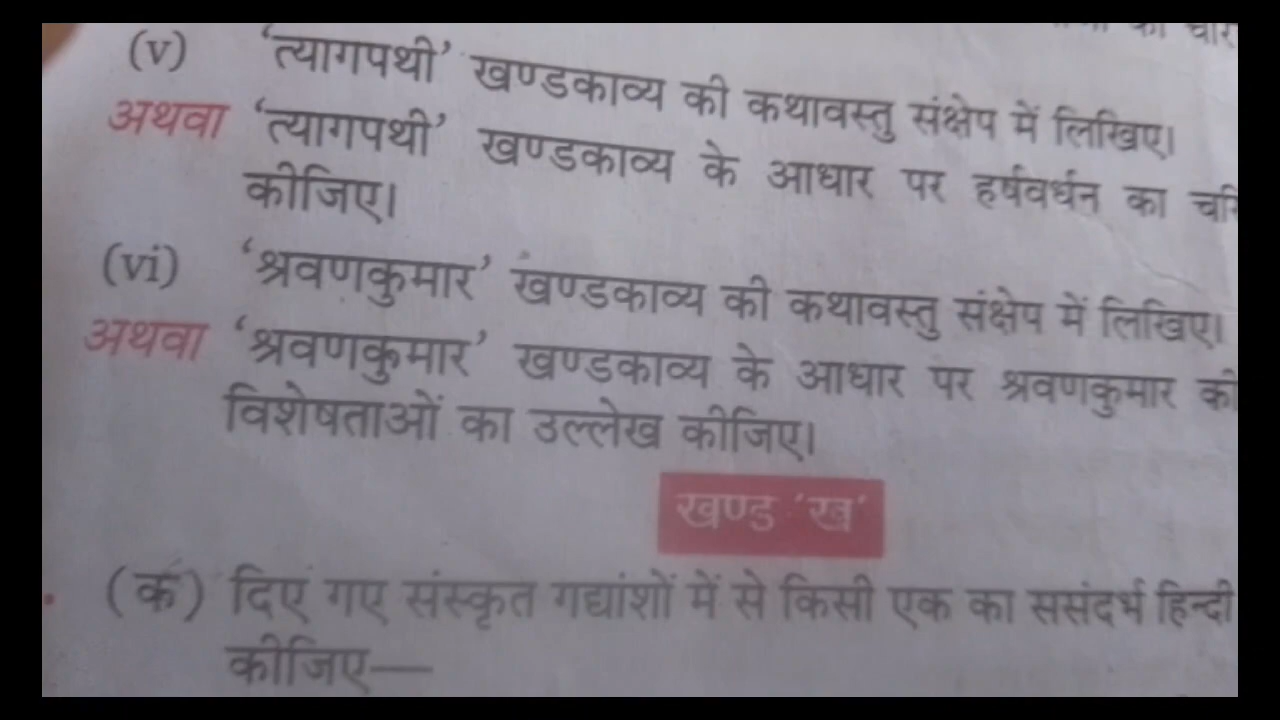 (v) ‘त्यागपथी’ खण्डकाव्य की कथावस्तु संक्षेप में लिखिए।
अथवा ‘त्यागपथी’ खण्डकाव्य के आधार पर हर्षवर्धन का
कीजिए।
(vi) ‘श्रवणकुमार’ खण्डकाव्य की कथावस्तु संक्षेप में लिखिए।
अथवा ‘श्रवणकुमार’ खण्डकाव्य के आधार पर श्रवणकुमार की
विशेषताओं का उल्लेख कीजिए।
खण्ड ‘ख’
(क) दिए गए संस्कृत गद्यांशों में से किसी एक का ससंदर्भ हिन्दी
कीजिए—